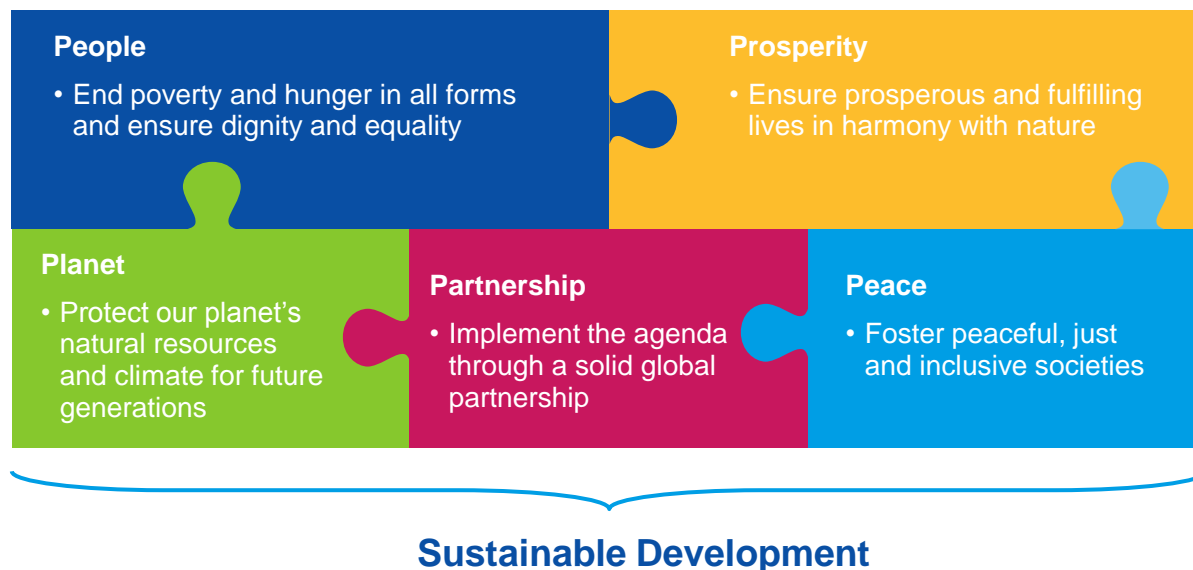 People
• End poverty and hunger in all forms
and ensure dignity and equality
Prosperity
• Ensure prosperous and fulfilling
lives in harmony with nature
Planet
• Protect our planet’s
natural resources
and climate for future
generations
Partnership
• Implement the agenda
through a solid global
partnership
Peace
• Foster peaceful, just
and inclusive societies
Sustainable Development